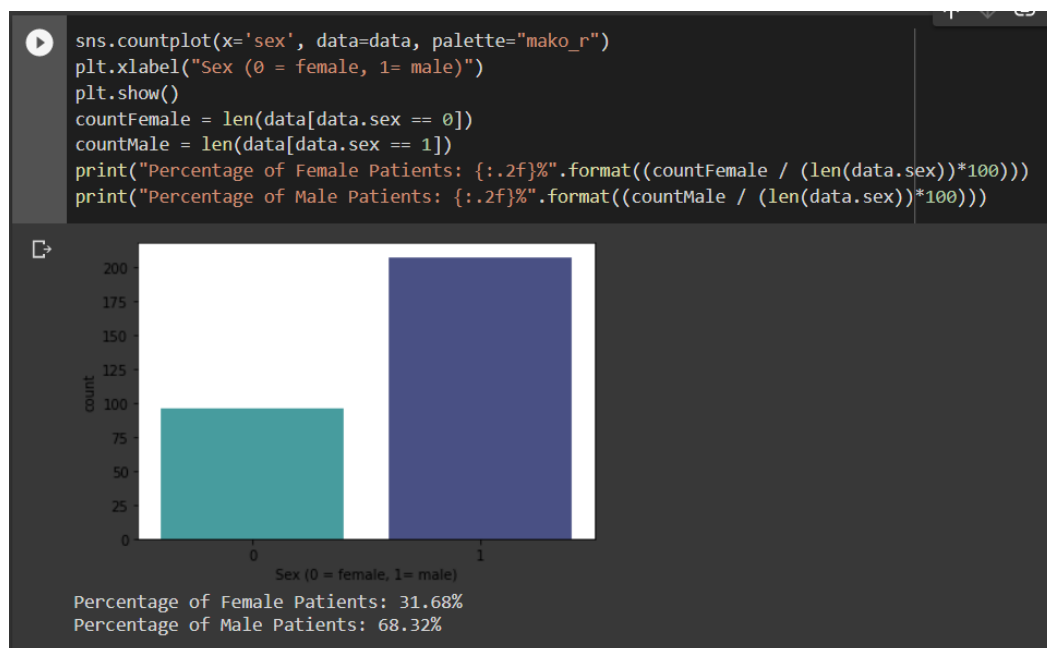 sns.countplot(x='sex', data=data, palette="mako_r")
plt.xlabel("Sex (0 = female, 1= male)")
plt.show()
countFemale = len(data[data.sex == 0])
countMale = len(data[data.sex == 1])
print("Percentage of Female Patients: {:.2f}%".format((countFemale / (len(data.sex))*100)))
print("Percentage of Male Patients: {:.2f}%".format((countMale / (len(data.sex))*100)))
200
175
150
125
100
75
50
25
0
count
0 1
Sex (0 = female, 1= male)
Percentage of Female Patients: 31.68%
Percentage of Male Patients: 68.32%